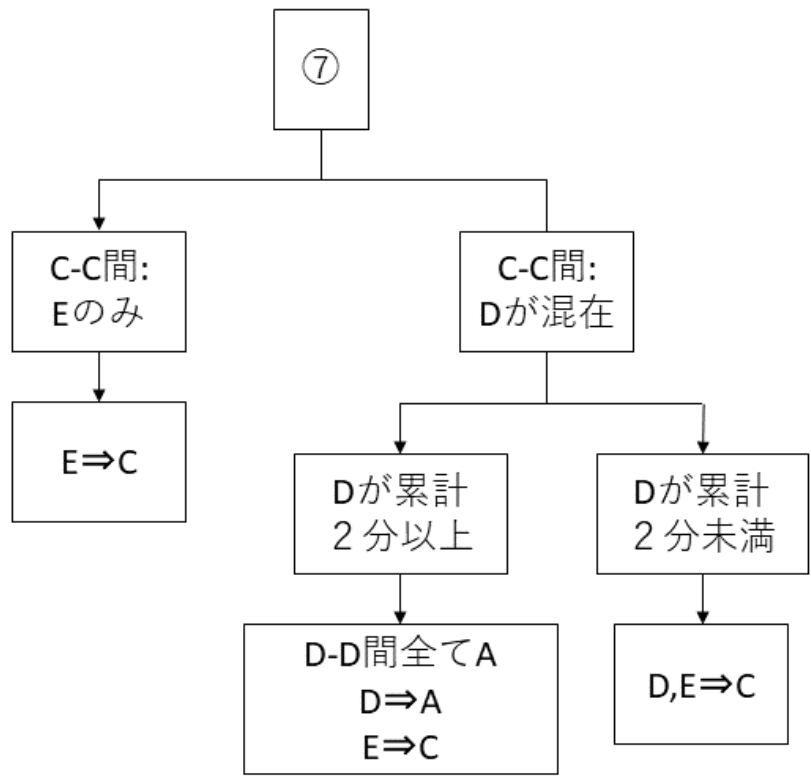 ⑦
C-C間:
Eのみ
C-C間:
Dが混在
E⇒C
Dが累計
２分以上
Dが累計
２分未満
D-D間全てA
D⇒A
E⇒C
D,E⇒C